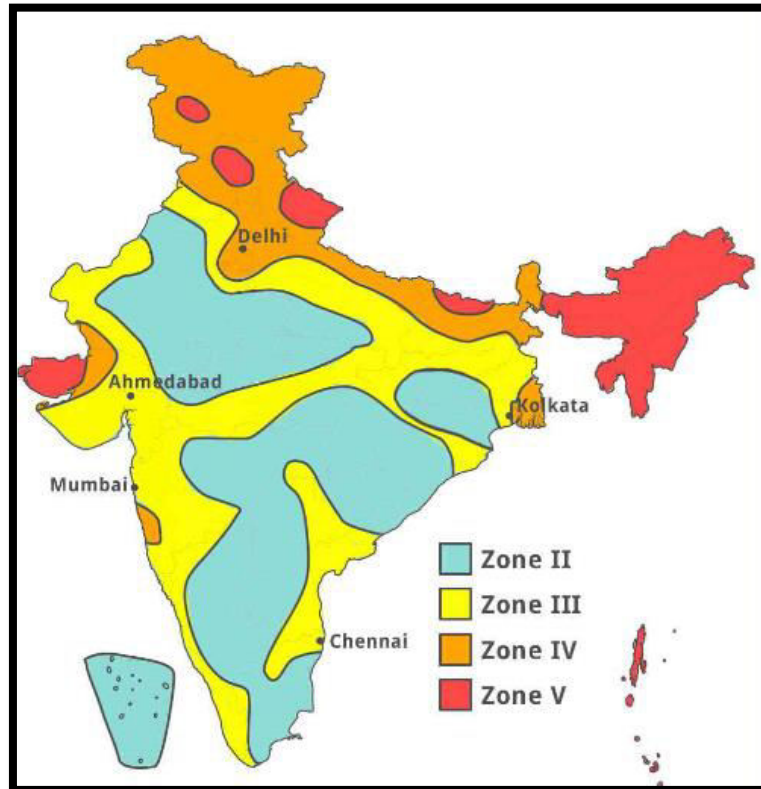 Delhi
Ahmedabad
Kolkata
Mumbai
Zone II
Zone III
Chennai
Zone IV
Zone V